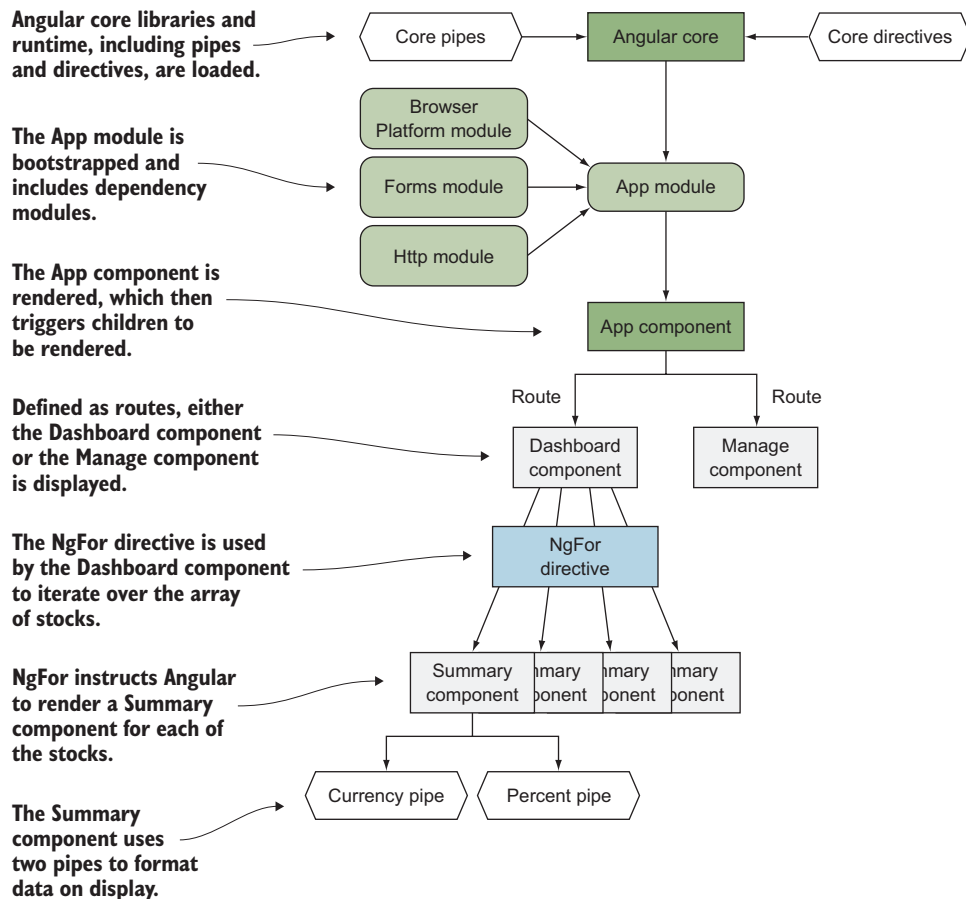 Angular core libraries and
runtime, including pipes
and directives, are loaded.
Core pipes
Angular core
Core directives
Browser
Platform module
The App module is
bootstrapped and
includes dependency
modules.
Forms module
App module
Http module
The App component is
rendered, which then
triggers children to
be rendered.
App component
Route
Route
Defined as routes, either
the Dashboard component
or the Manage component
is displayed.
Dashboard
component
Manage
component
The NgFor directive is used
by the Dashboard component
to iterate over the array
of stocks.
NgFor
directive
NgFor instructs Angular
to render a Summary
component for each of
the stocks.
Summary
component
mmary
ponent
mmary
ponent
mmary
ponent
Currency pipe
Percent pipe
The Summary
component uses
two pipes to format
data on display.